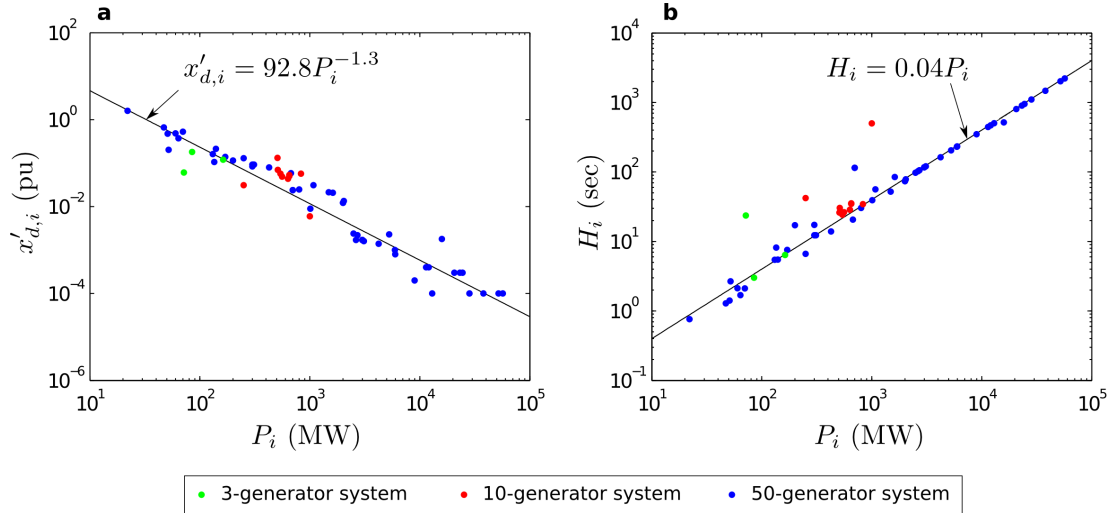 a
b
x′_{d,i} = 92.8P_i^{−1.3}
H_i = 0.04P_i
x′_{d,i} (pu)
10^2
10^0
10^{−2}
10^{−4}
10^{−6}
10^1 10^2 10^3 10^4 10^5
P_i (MW)
H_i (sec)
10^4
10^3
10^2
10^1
10^0
10^{−1}
10^1 10^2 10^3 10^4 10^5
P_i (MW)
3-generator system 10-generator system 50-generator system